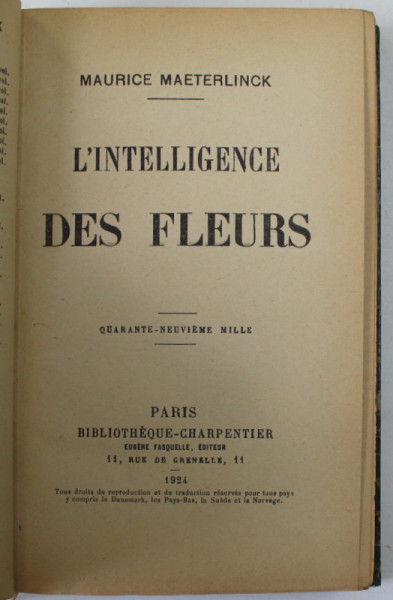 MAURICE MAETERLINCK
L'INTELLIGENCE
DES FLEURS
QUARANTE-NEUVIÈME MILLE
PARIS
BIBLIOTHÈQUE-CHARPENTIER
EUGÈNE FASQUELLE, ÉDITEUR
11, RUE DE GRENELLE, 11
1924
Tous droits de reproduction et de traduction réservés pour tous pays
y compris le Danemark, les Pays-Bas, la Suède et la Norvège.